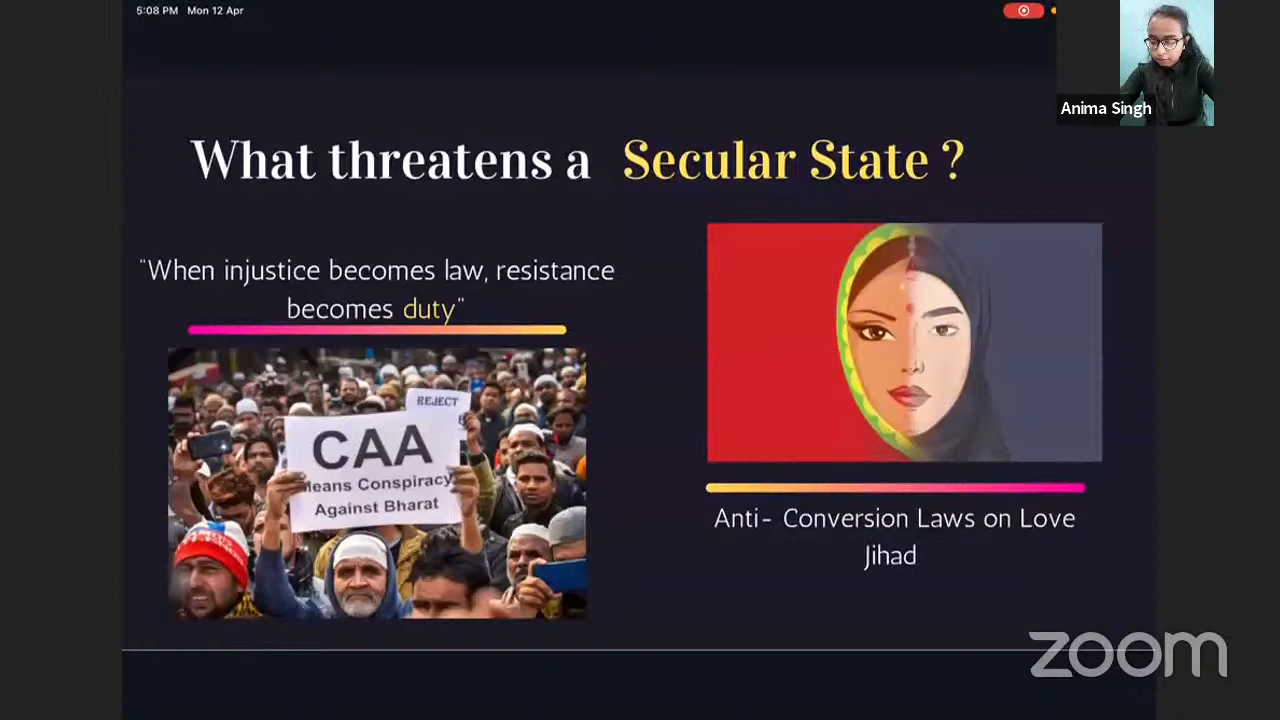 5:08 PM Mon 12 Apr
Anima Singh
What threatens a Secular State ?
"When injustice becomes law, resistance
becomes duty"
REJECT
CAA
Means Conspiracy
Against Bharat
Anti- Conversion Laws on Love
Jihad
zoom